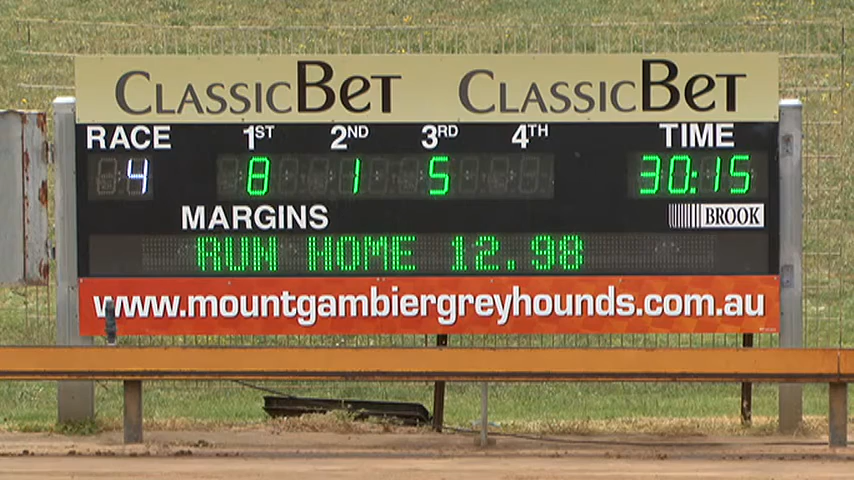 CLASSICBET CLASSICBET
RACE 1ST 2ND 3RD 4TH TIME
4 8 1 5 30:15
MARGINS BROOK
RUN HOME 12.98
www.mountgambiergreyhounds.com.au